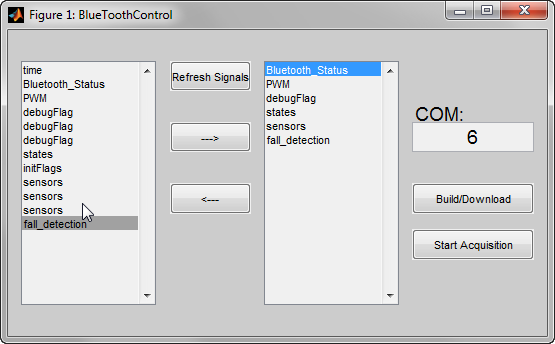 Figure 1: BlueToothControl
time
Bluetooth_Status
PWM
debugFlag
debugFlag
debugFlag
states
initFlags
sensors
sensors
sensors
fall_detection
Refresh Signals
--->
<---
Bluetooth_Status
PWM
debugFlag
states
sensors
fall_detection
COM:
6
Build/Download
Start Acquisition